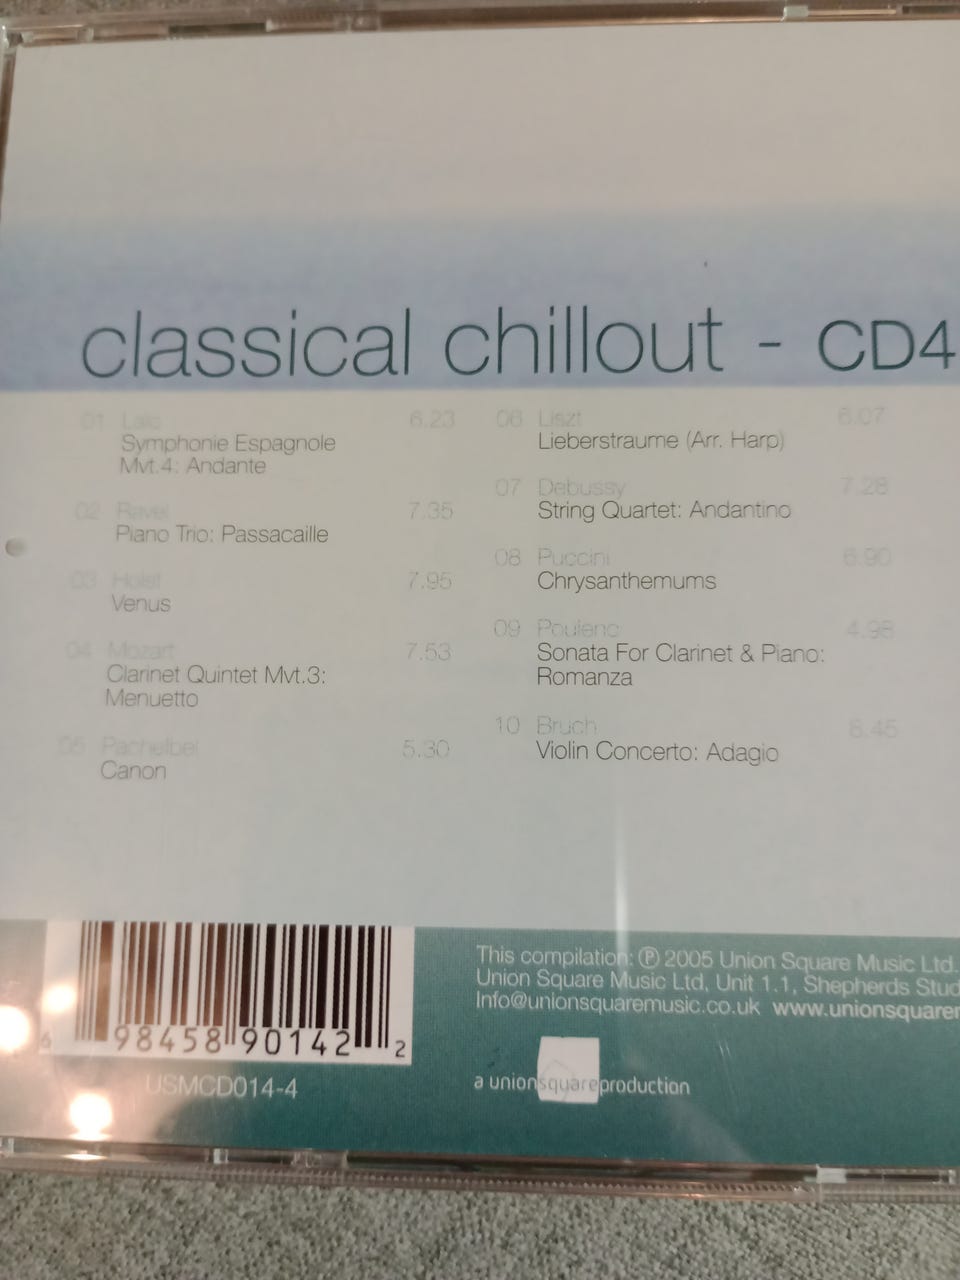 classical chillout - CD4
01 Lalo 6.23
Symphonie Espagnole
Mvt.4: Andante
02 Ravel 7.35
Piano Trio: Passacaille
03 Holst 7.95
Venus
04 Mozart 7.53
Clarinet Quintet Mvt.3:
Menuetto
05 Pachelbel 5.30
Canon
06 Liszt 6.07
Lieberstraume (Arr. Harp)
07 Debussy 7.28
String Quartet: Andantino
08 Puccini 6.90
Chrysanthemums
09 Poulenc 4.98
Sonata For Clarinet & Piano:
Romanza
10 Bruch
Violin Concerto: Adagio
6 98458 90142 2
USMCD014-4
This compilation: ℗ 2005 Union Square Music Ltd.
Union Square Music Ltd, Unit 1.1, Shepherds Stud
Info@unionsquaremusic.co.uk www.unionsquarer
a unionsquareproduction